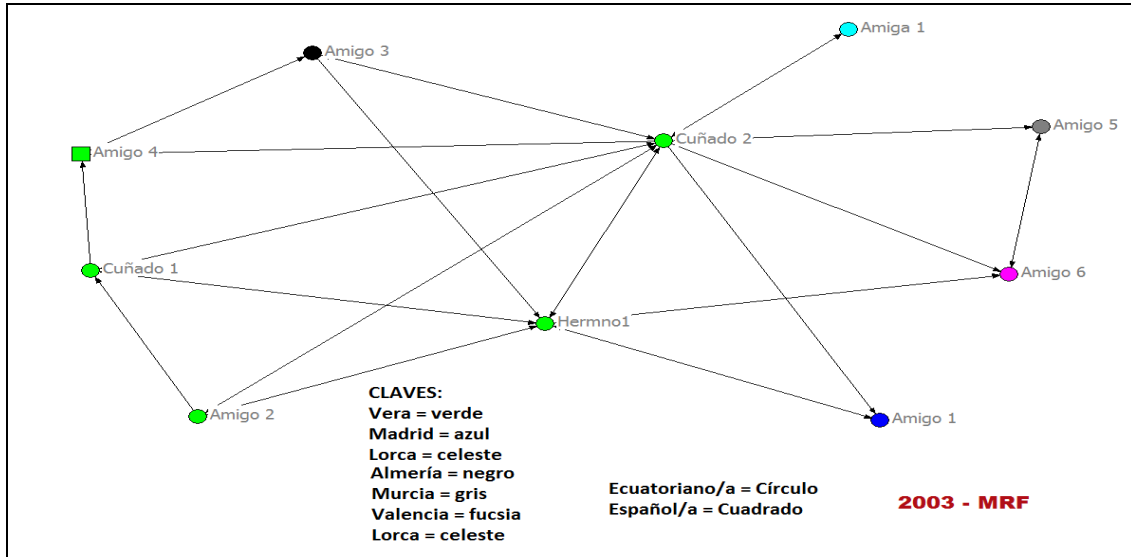 Amiga 1
Amigo 3
Amigo 5
Cuñado 2
Amigo 4
Cuñado 1
Amigo 6
Hermno1
Amigo 2
Amigo 1
CLAVES:
Vera = verde
Madrid = azul
Lorca = celeste
Almería = negro
Murcia = gris
Valencia = fucsia
Lorca = celeste
Ecuatoriano/a = Círculo
Español/a = Cuadrado
2003 - MRF